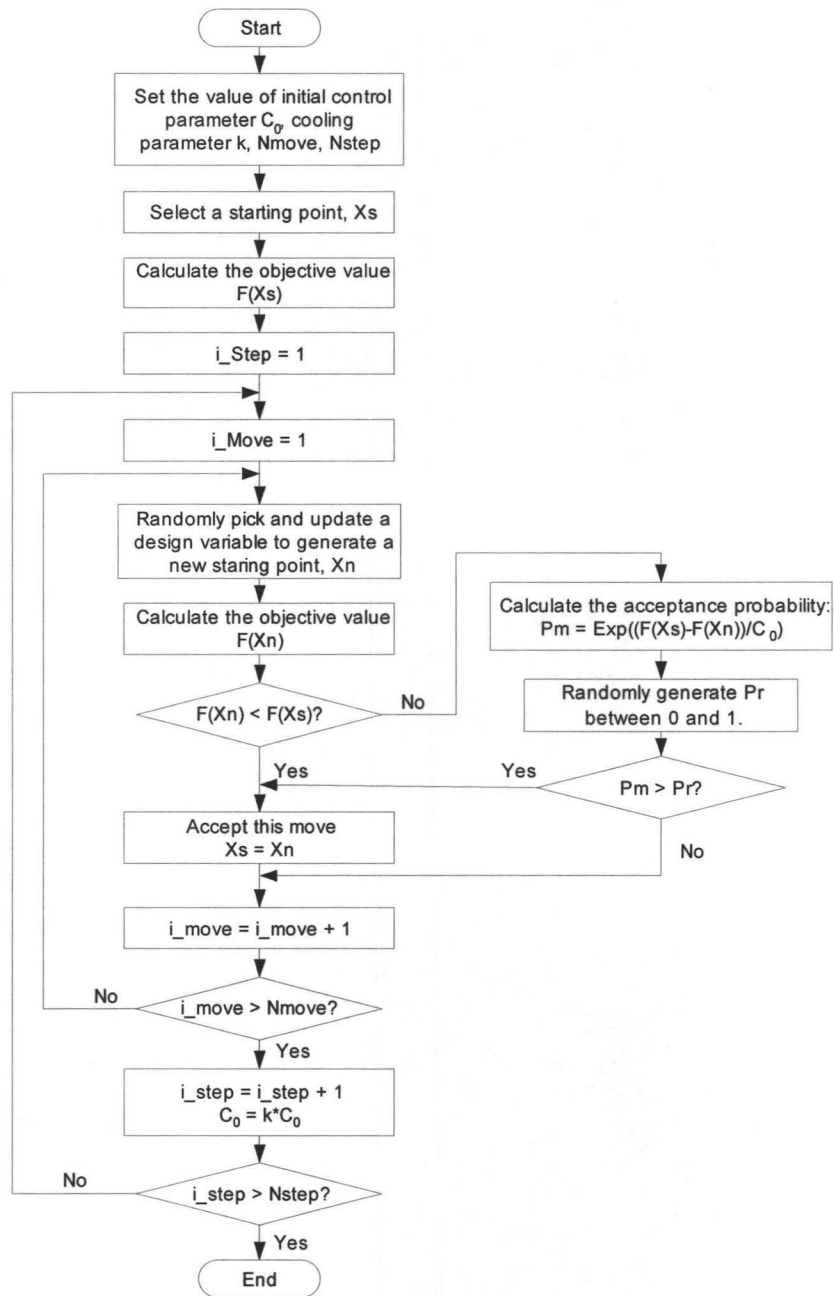 Start
Set the value of initial control
parameter C₀, cooling
parameter k, Nmove, Nstep
Select a starting point, Xs
Calculate the objective value
F(Xs)
i_Step = 1
i_Move = 1
Randomly pick and update a
design variable to generate a
new staring point, Xn
Calculate the objective value
F(Xn)
F(Xn) < F(Xs)?
No
Yes
Calculate the acceptance probability:
Pm = Exp((F(Xs)-F(Xn))/C₀)
Randomly generate Pr
between 0 and 1.
Pm > Pr?
Yes
No
Accept this move
Xs = Xn
i_move = i_move + 1
i_move > Nmove?
No
Yes
i_step = i_step + 1
C₀ = k*C₀
i_step > Nstep?
No
Yes
End